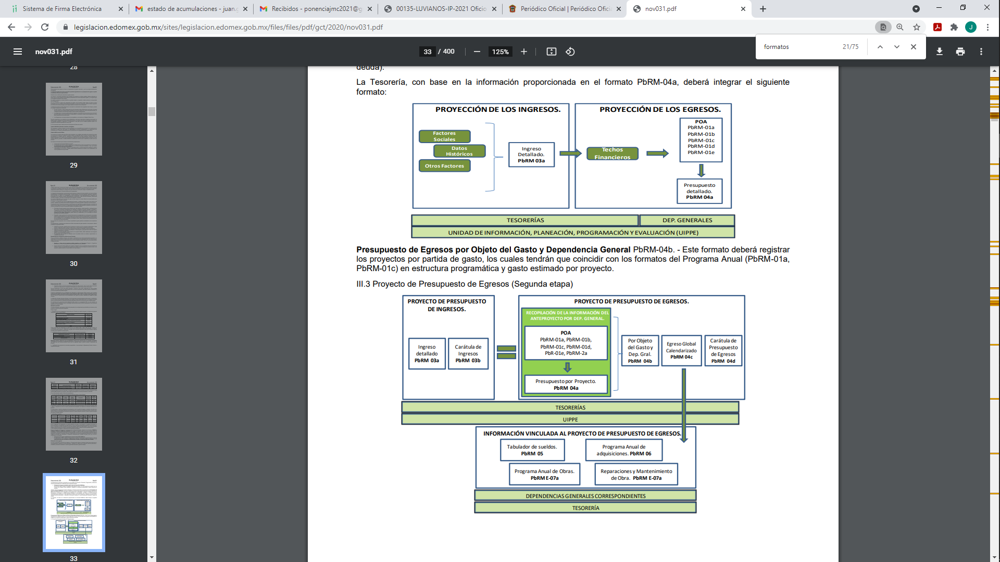 Sistema de Firma Electrónica
estado de acumulaciones - juan.g
Recibidos - ponenciajmc2021@g
00135-LUVIANOS-IP-2021 Oficio
Periódico Oficial | Periódico Ofici
nov031.pdf
legislacion.edomex.gob.mx/sites/legislacion.edomex.gob.mx/files/files/pdf/gct/2020/nov031.pdf
J
nov031.pdf
33 / 400
125%
formatos
21/75
28
29
30
31
32
33
deuda).
La Tesorería, con base en la información proporcionada en el formato PbRM-04a, deberá integrar el siguiente
formato:
PROYECCIÓN DE LOS INGRESOS.
Factores
Sociales
Datos
Históricos
Otros Factores
Ingreso
Detallado.
PbRM 03a
PROYECCIÓN DE LOS EGRESOS.
Techos
Financieros
POA
PbRM-01a
PbRM-01b
PbRM-01c
PbRM-01d
PbRM-01e
Presupuesto
detallado.
PbRM 04a
TESORERÍAS
DEP. GENERALES
UNIDAD DE INFORMACIÓN, PLANEACIÓN, PROGRAMACIÓN Y EVALUACIÓN (UIPPE)
Presupuesto de Egresos por Objeto del Gasto y Dependencia General PbRM-04b. - Este formato deberá registrar
los proyectos por partida de gasto, los cuales tendrán que coincidir con los formatos del Programa Anual (PbRM-01a,
PbRM-01c) en estructura programática y gasto estimado por proyecto.
III.3 Proyecto de Presupuesto de Egresos (Segunda etapa)
PROYECTO DE PRESUPUESTO
DE INGRESOS.
Ingreso
detallado
PbRM 03a
Carátula de
Ingresos
PbRM 03b
PROYECTO DE PRESUPUESTO DE EGRESOS.
RECOPILACIÓN DE LA INFORMACIÓN DEL
ANTEPROYECTO POR DEP. GENERAL.
POA
PbRM-01a, PbRM-01b,
PbRM-01c, PbRM-01d,
PbR-01e, PbRM-2a
Presupuesto por Proyecto.
PbRM 04a
Por Objeto
del Gasto y
Dep. Gral.
PbRM 04b
Egreso Global
Calendarizado
PbRM 04c
Carátula de
Presupuesto
de Egresos
PbRM 04d
TESORERÍAS
UIPPE
INFORMACIÓN VINCULADA AL PROYECTO DE PRESUPUESTO DE EGRESOS.
Tabulador de sueldos.
PbRM 05
Programa Anual de
adquisiciones. PbRM 06
Programa Anual de Obras.
PbRM E-07a
Reparaciones y Mantenimiento
de Obra. PbRM E-07a
DEPENDENCIAS GENERALES CORRESPONDIENTES
TESORERÍA